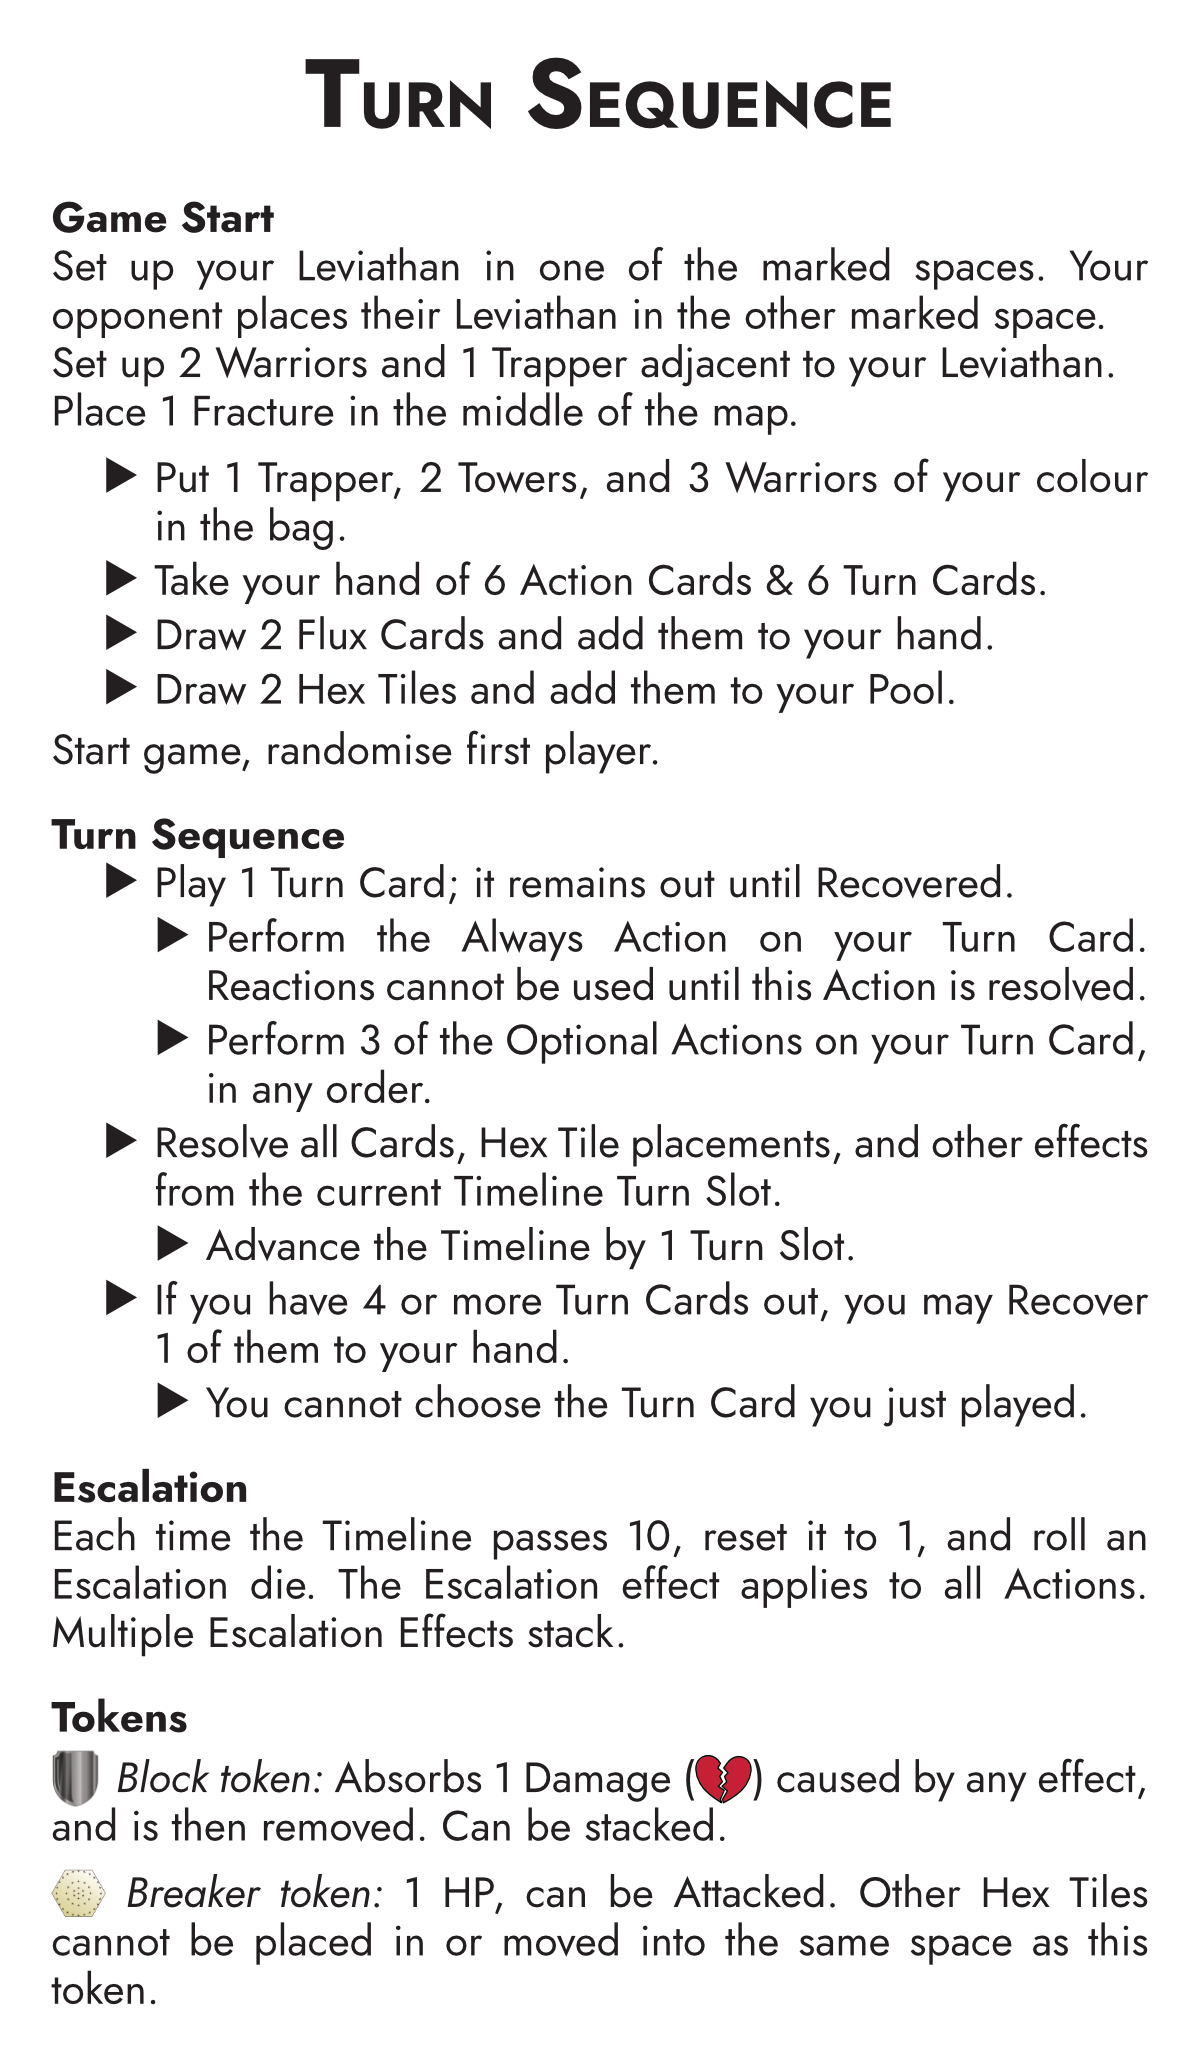 Turn Sequence
Game Start
Set up your Leviathan in one of the marked spaces. Your
opponent places their Leviathan in the other marked space.
Set up 2 Warriors and 1 Trapper adjacent to your Leviathan.
Place 1 Fracture in the middle of the map.
▶ Put 1 Trapper, 2 Towers, and 3 Warriors of your colour
in the bag.
▶ Take your hand of 6 Action Cards & 6 Turn Cards.
▶ Draw 2 Flux Cards and add them to your hand.
▶ Draw 2 Hex Tiles and add them to your Pool.
Start game, randomise first player.
Turn Sequence
▶ Play 1 Turn Card; it remains out until Recovered.
▶ Perform the Always Action on your Turn Card.
Reactions cannot be used until this Action is resolved.
▶ Perform 3 of the Optional Actions on your Turn Card,
in any order.
▶ Resolve all Cards, Hex Tile placements, and other effects
from the current Timeline Turn Slot.
▶ Advance the Timeline by 1 Turn Slot.
▶ If you have 4 or more Turn Cards out, you may Recover
1 of them to your hand.
▶ You cannot choose the Turn Card you just played.
Escalation
Each time the Timeline passes 10, reset it to 1, and roll an
Escalation die. The Escalation effect applies to all Actions.
Multiple Escalation Effects stack.
Tokens
Block token: Absorbs 1 Damage (💔) caused by any effect,
and is then removed. Can be stacked.
Breaker token: 1 HP, can be Attacked. Other Hex Tiles
cannot be placed in or moved into the same space as this
token.